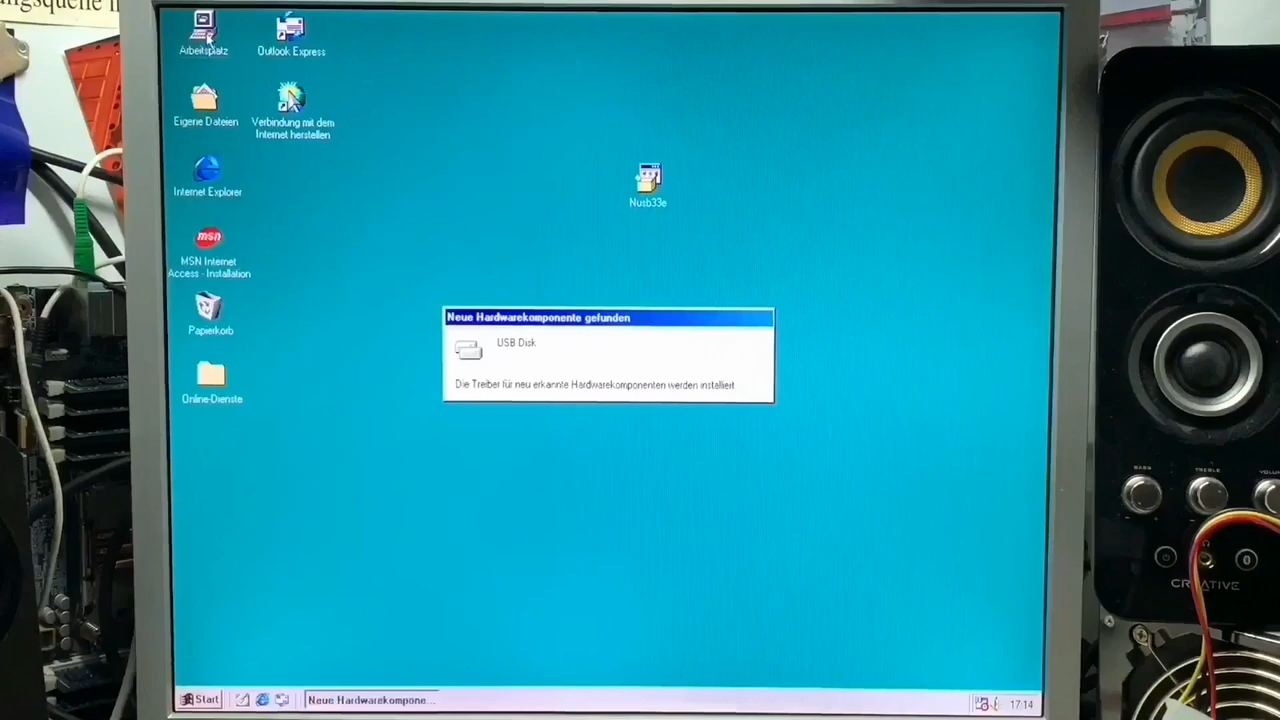 Arbeitsplatz
Outlook Express
Eigene Dateien
Verbindung mit dem
Internet herstellen
Internet Explorer
Nusb33e
msn
MSN Internet
Access - Installation
Papierkorb
Online-Dienste
Neue Hardwarekomponente gefunden
USB Disk
Die Treiber für neu erkannte Hardwarekomponenten werden installiert
Start
Neue Hardwarekompone...
17:14
BASS
TREBLE
CREATIVE